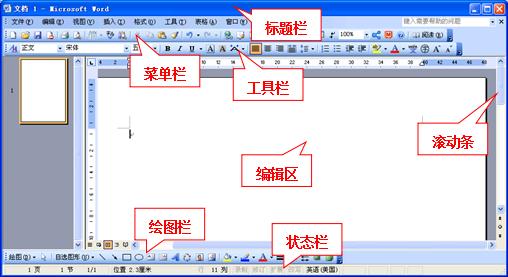 文档 1 - Microsoft Word
标题栏
文件(F) 编辑(E) 视图(V) 插入(I) 格式(O) 工具(T) 表格(A) 窗口(W)
键入需要帮助的问题
100% 阅读(R)
正文 宋体 五
菜单栏
工具栏
滚动条
1
编辑区
绘图栏
状态栏
绘图(D) 自选图形(U)
1 页 1 节 1/1 位置 2.3厘米 行 11 列 录制 修订 扩展 改写 英语(美国)